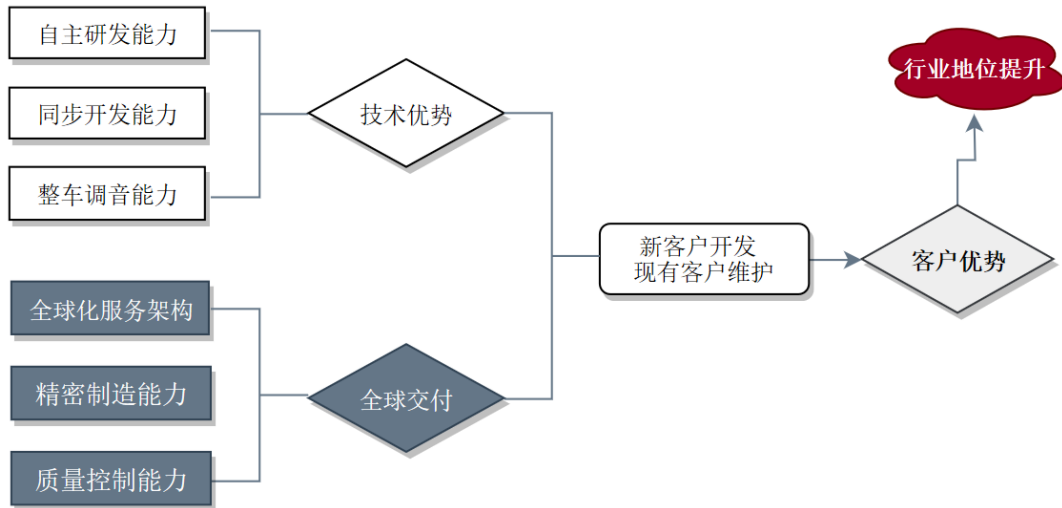 自主研发能力
同步开发能力
整车调音能力
技术优势
全球化服务架构
精密制造能力
质量控制能力
全球交付
新客户开发
现有客户维护
客户优势
行业地位提升